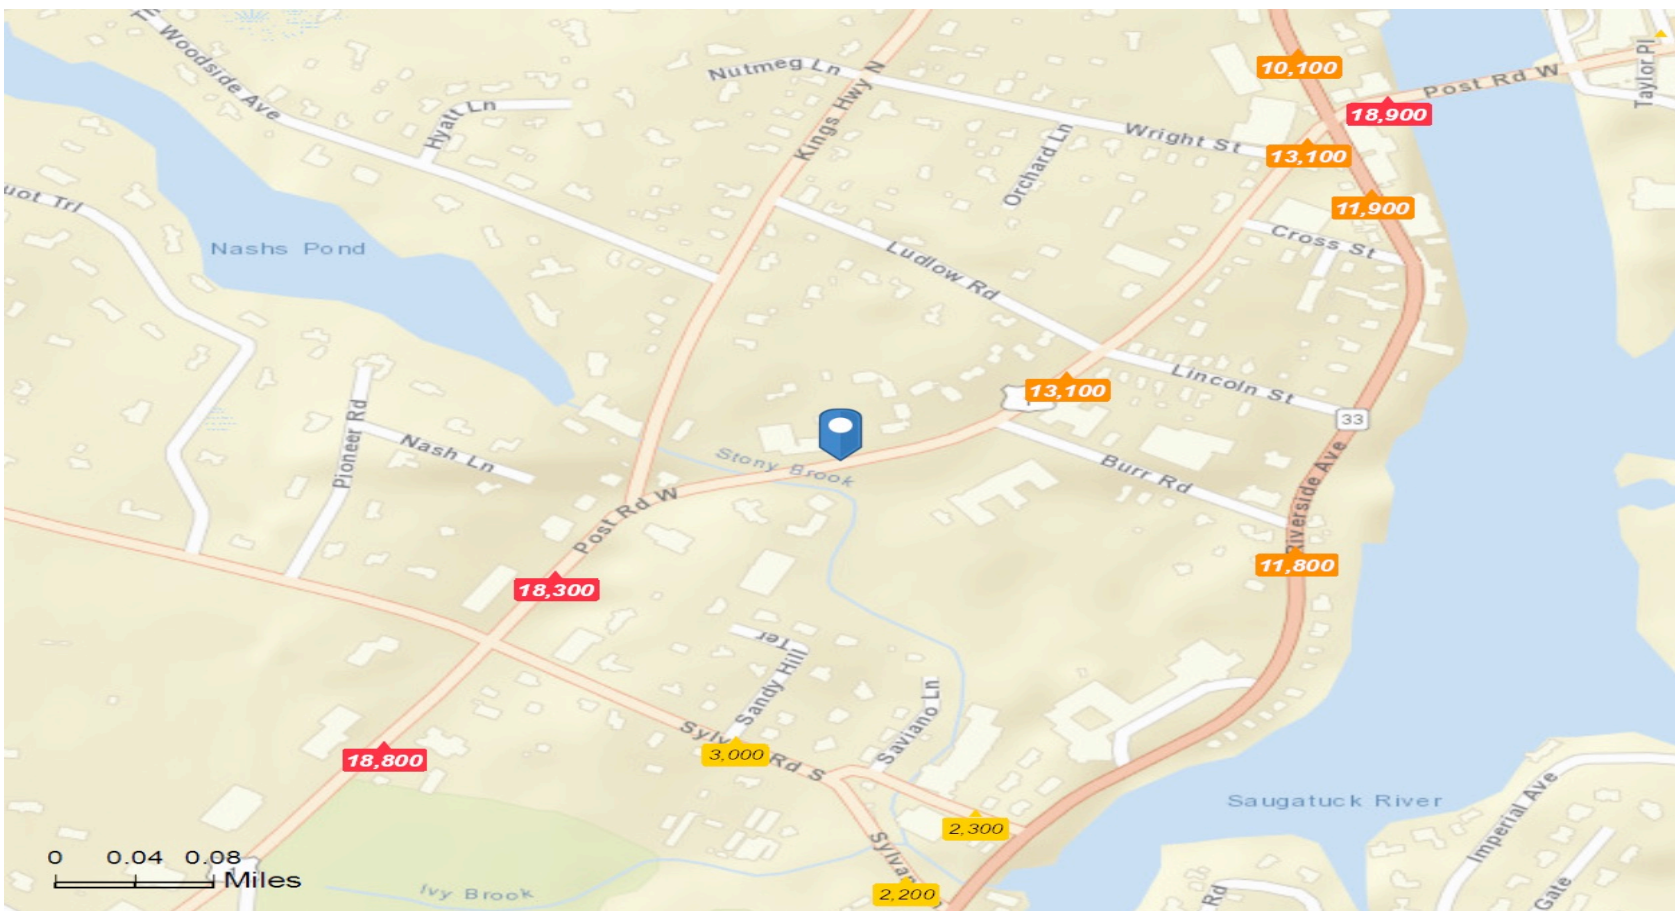 Woodside Ave
Hyatt Ln
Nutmeg Ln
Kings Hwy N
10,100
Post Rd W
Taylor Pl
18,900
Wright St
13,100
Orchard Ln
11,900
uot Trl
Nashs Pond
Cross St
Ludlow Rd
Lincoln St
13,100
33
Pioneer Rd
Nash Ln
Stony Brook
Burr Rd
Riverside Ave
Post Rd W
11,800
18,300
Sandy Hill Ter
Saviano Ln
Rd S
3,000
18,800
2,300
Saugatuck River
Imperial Ave
0 0.04 0.08
Miles
Ivy Brook
2,200
Rd
Gate